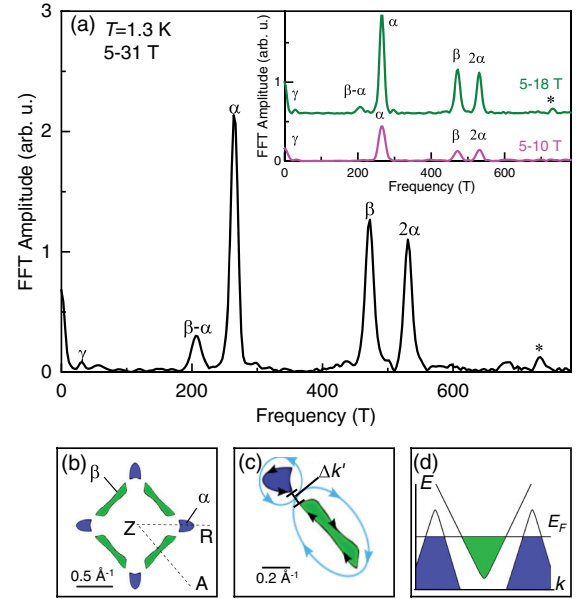 (a)
T=1.3 K
5-31 T
FFT Amplitude (arb. u.)
3
2
1
0
0
200
400
600
Frequency (T)
γ
β-α
α
β
2α
*
FFT Amplitude (arb. u.)
1
0
0
200
400
600
Frequency (T)
γ
β-α
α
β
2α
5-18 T
*
γ
α
β
2α
5-10 T
(b)
β
α
Z
R
A
0.5 Å⁻¹
(c)
Δk'
0.2 Å⁻¹
(d)
E
E_F
k